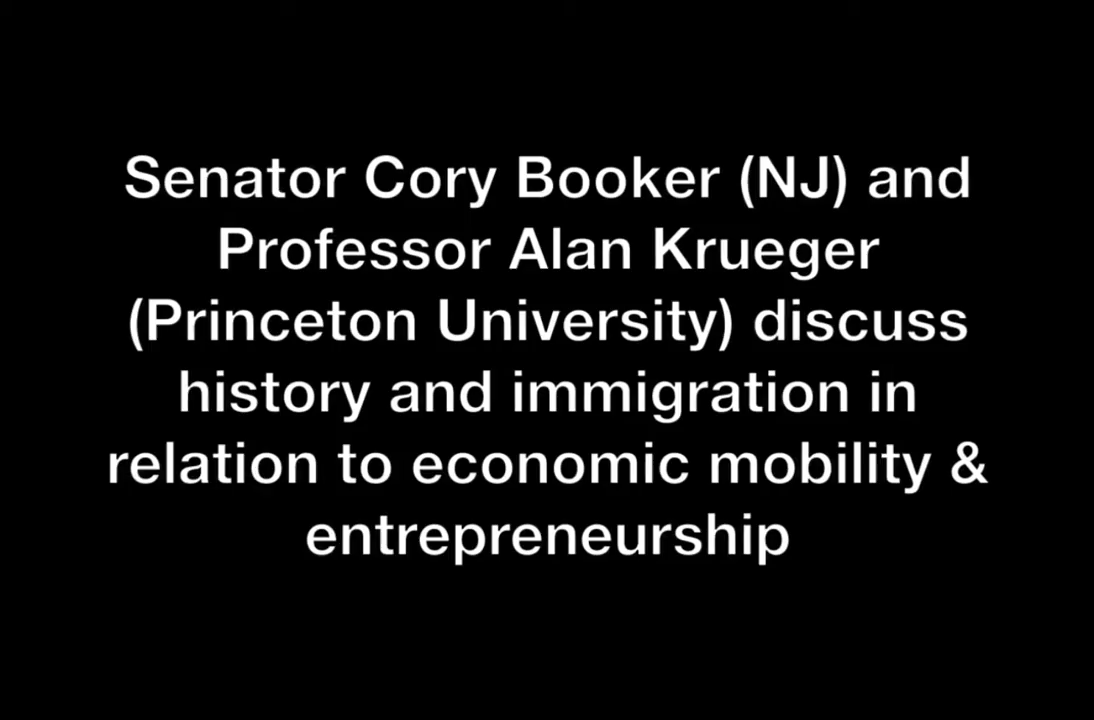 Senator Cory Booker (NJ) and
Professor Alan Krueger
(Princeton University) discuss
history and immigration in
relation to economic mobility &
entrepreneurship